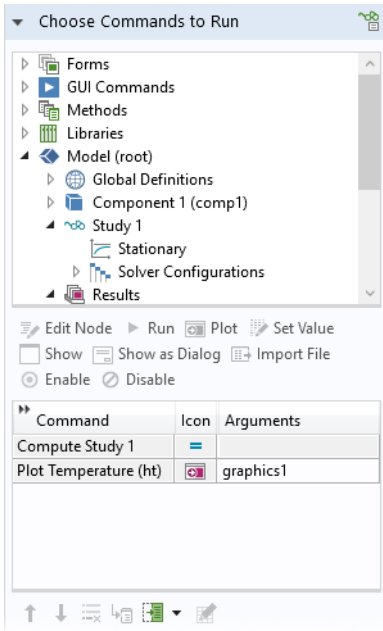 Choose Commands to Run
Forms
GUI Commands
Methods
Libraries
Model (root)
Global Definitions
Component 1 (comp1)
Study 1
Stationary
Solver Configurations
Results
Edit Node Run Plot Set Value
Show Show as Dialog Import File
Enable Disable
Command Icon Arguments
Compute Study 1 =
Plot Temperature (ht) graphics1